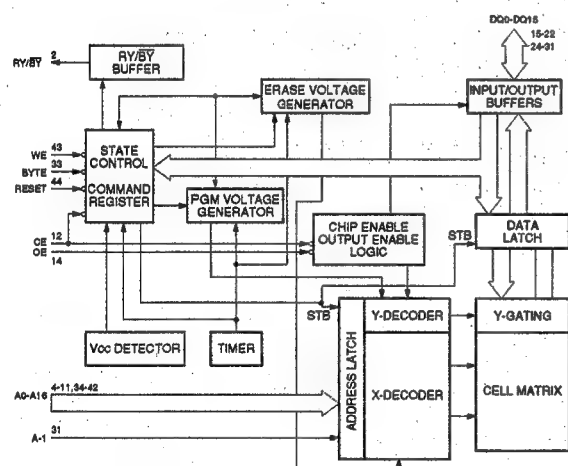 DQ0-DQ15
15-22
24-31
2
RY/BY
RY/BY
BUFFER
ERASE VOLTAGE
GENERATOR
INPUT/OUTPUT
BUFFERS
43
WE
33
BYTE
44
RESET
STATE
CONTROL
COMMAND
REGISTER
PGM VOLTAGE
GENERATOR
12
CE
OE
14
CHIP ENABLE
OUTPUT ENABLE
LOGIC
STB
DATA
LATCH
STB
Vcc DETECTOR
TIMER
ADDRESS LATCH
Y-DECODER
Y-GATING
X-DECODER
CELL MATRIX
4-11,34-42
A0-A16
31
A-1